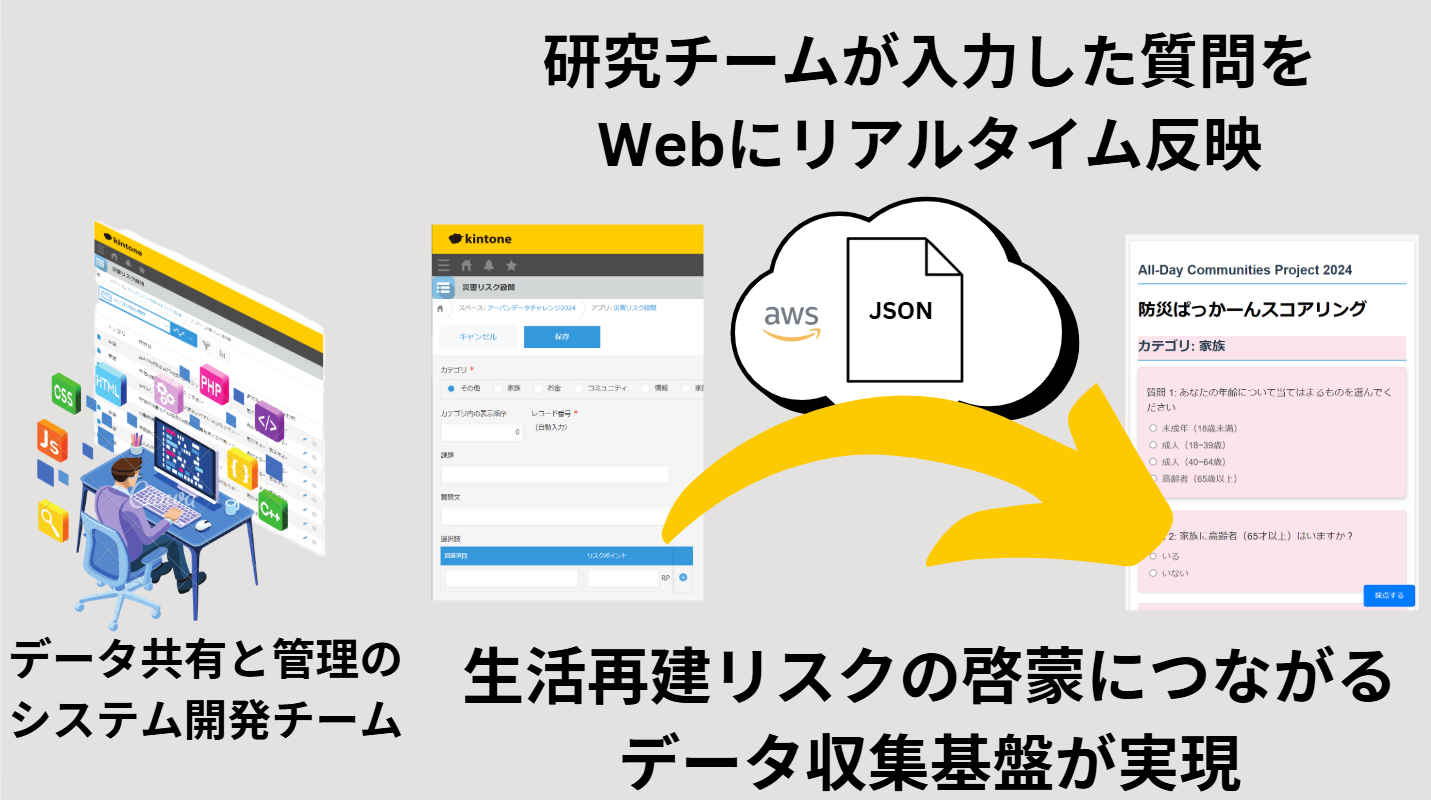 研究チームが入力した質問を
Webにリアルタイム反映
kintone
災害リスク設問
CSS
HTML
PHP
</>
Js
{ }
C++
データ共有と管理の
システム開発チーム
kintone
災害リスク設問
スペース: アーバンデータチャレンジ2024 アプリ: 災害リスク設問
キャンセル 保存
カテゴリ *
その他 家族 お金 コミュニティ 情報
カテゴリ内の表示順序 レコード番号 *
0 (自動入力)
課題
質問文
選択肢
回答項目 リスクポイント
RP
aws
JSON
All-Day Communities Project 2024
防災ぱっかーんスコアリング
カテゴリ: 家族
質問 1: あなたの年齢について当てはまるものを選んでく
ださい
未成年（18歳未満）
成人（18~39歳）
成人（40~64歳）
高齢者（65歳以上）
2: 家族に高齢者（65才以上）はいますか？
いる
いない
採点する
生活再建リスクの啓蒙につながる
データ収集基盤が実現